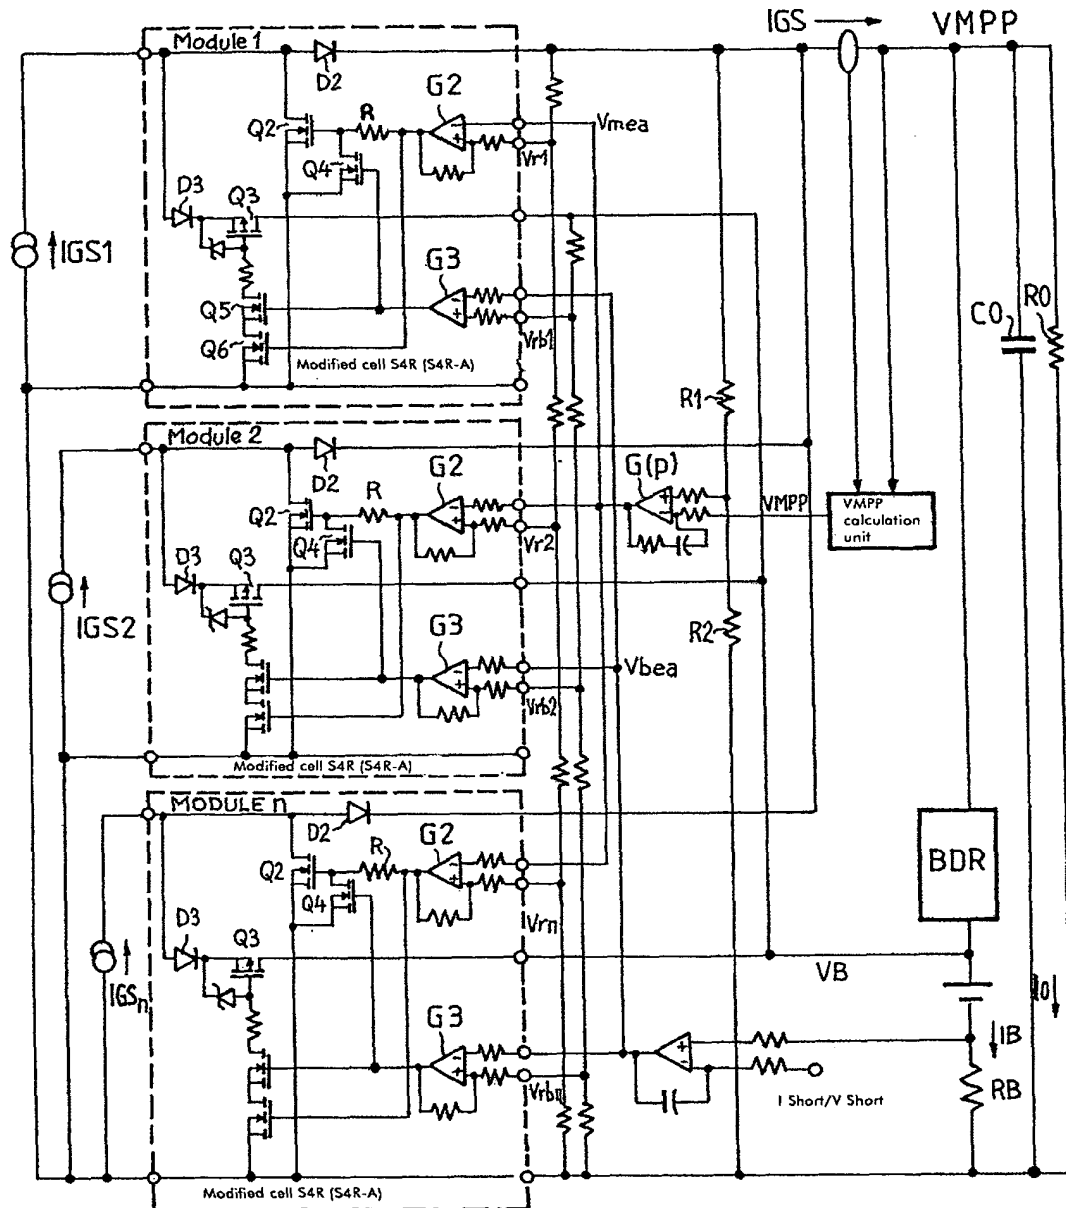 IGS
VMPP
Module 1
D2
G2
R
Q2
Vmea
Q4
Vr1
D3
Q3
IGS1
G3
Q5
C0
R0
Vrb1
Q6
Modified cell S4R (S4R-A)
R1
Module 2
D2
G2
G(p)
R
VMPP
VMPP
calculation
unit
Q2
Q4
Vr2
D3
Q3
IGS2
G3
R2
Vbea
Vrb2
Modified cell S4R (S4R-A)
MODULE n
D2
G2
R
Q2
BDR
Q4
Vrn
D3
Q3
VB
IGSn
I0
G3
IB
RB
Vrbn
I Short/V Short
Modified cell S4R (S4R-A)